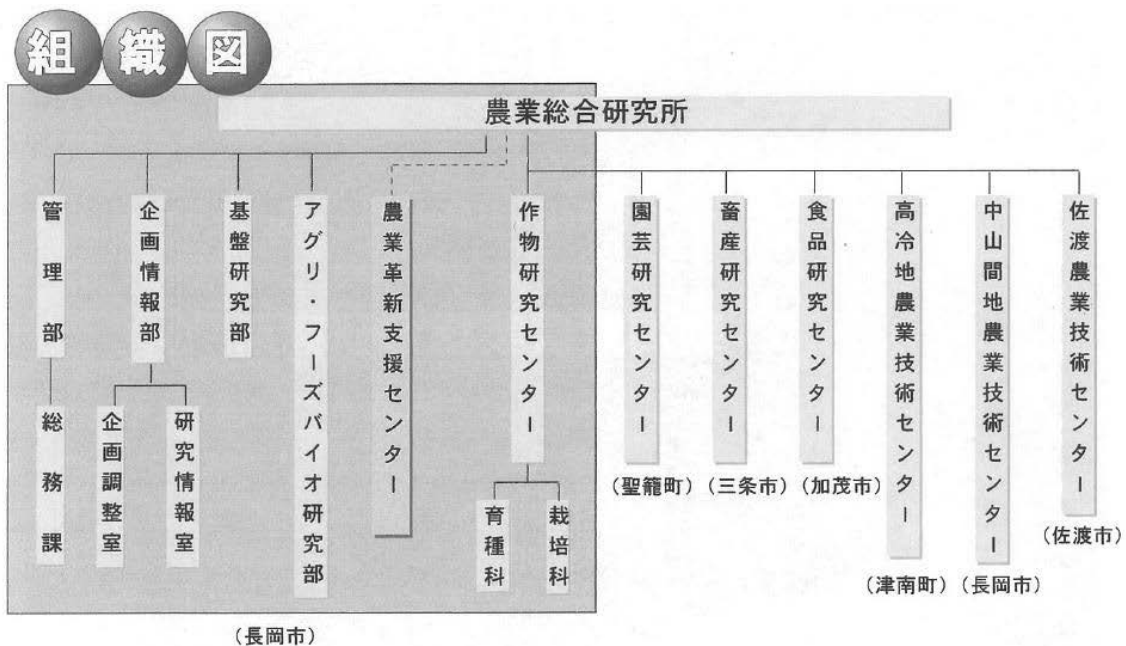 組織図
農業総合研究所
管理部
企画情報部
基盤研究部
アグリ・フーズバイオ研究部
農業革新支援センター
作物研究センター
園芸研究センター
畜産研究センター
食品研究センター
高冷地農業技術センター
中山間地農業技術センター
佐渡農業技術センター
総務課
企画調整室
研究情報室
育種科
栽培科
(聖籠町)
(三条市)
(加茂市)
(津南町)
(長岡市)
(佐渡市)
(長岡市)